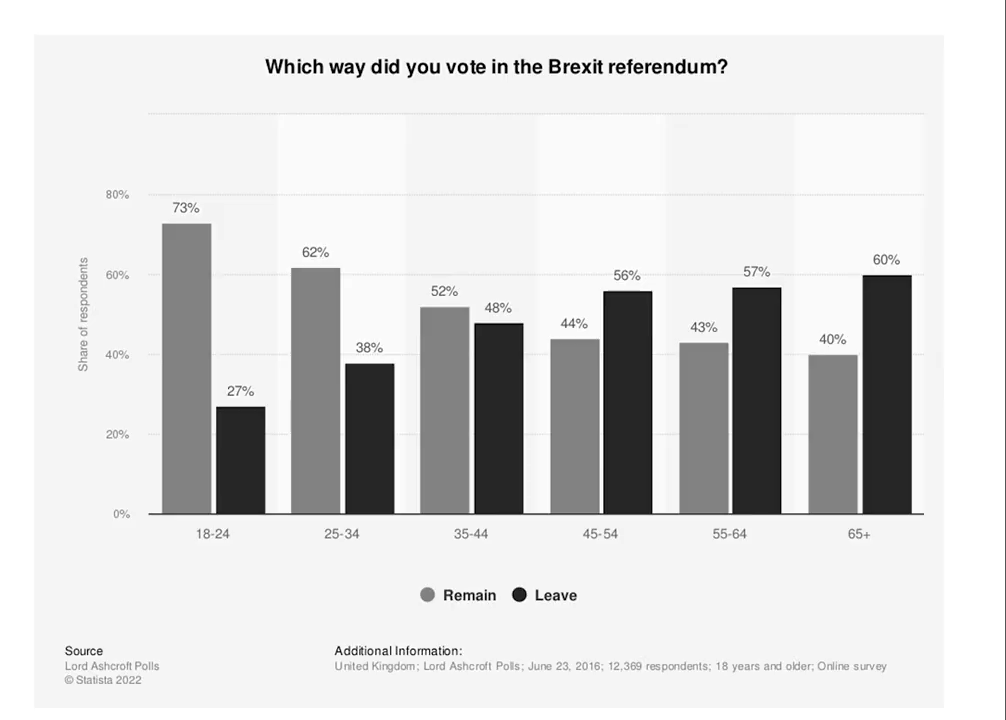 Which way did you vote in the Brexit referendum?
Share of respondents
80%
60%
40%
20%
0%
73%
27%
62%
38%
52%
48%
44%
56%
43%
57%
40%
60%
18-24 25-34 35-44 45-54 55-64 65+
Remain Leave
Source
Lord Ashcroft Polls
© Statista 2022
Additional Information:
United Kingdom; Lord Ashcroft Polls; June 23, 2016; 12,369 respondents; 18 years and older; Online survey